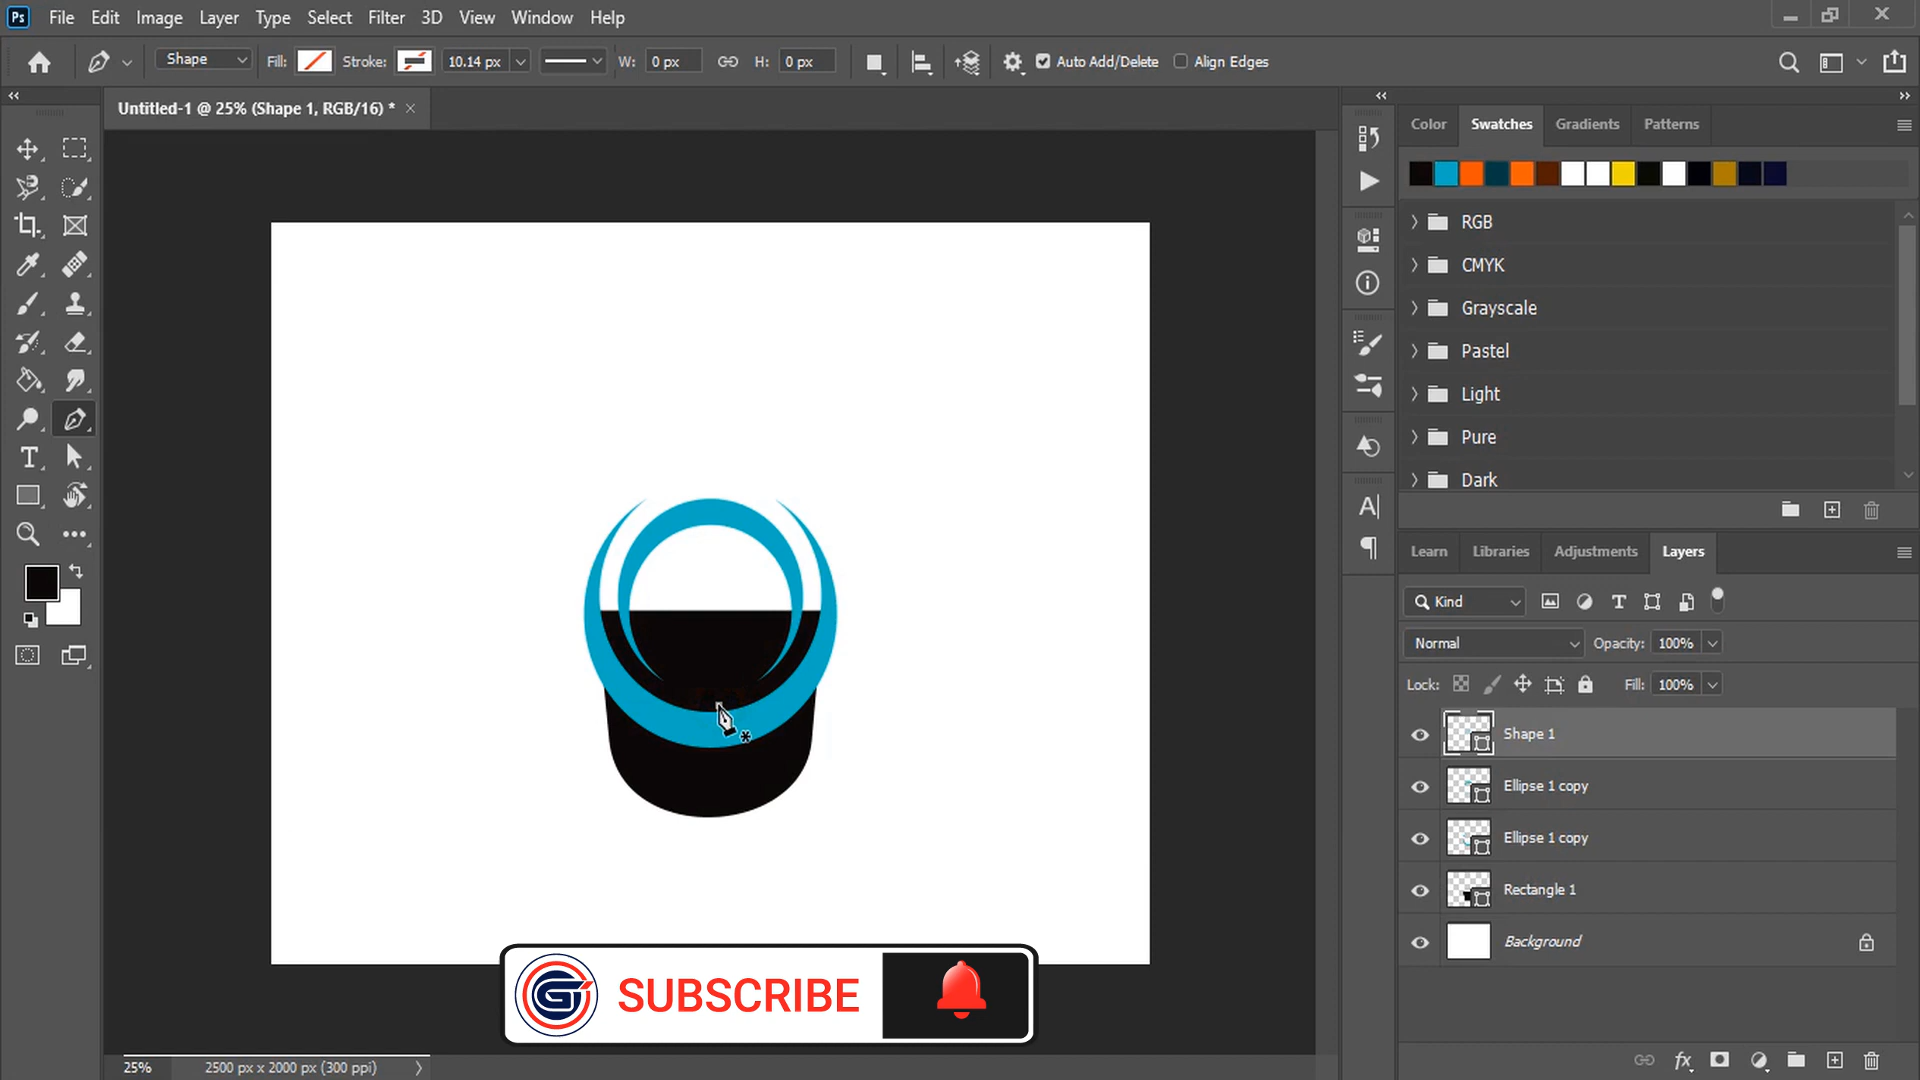 Ps File Edit Image Layer Type Select Filter 3D View Window Help
Shape Fill: Stroke: 10.14 px W: 0 px H: 0 px Auto Add/Delete Align Edges
Untitled-1 @ 25% (Shape 1, RGB/16) *
Color Swatches Gradients Patterns
RGB
CMYK
Grayscale
Pastel
Light
Pure
Dark
Learn Libraries Adjustments Layers
Kind
Normal Opacity: 100%
Lock: Fill: 100%
Shape 1
Ellipse 1 copy
Ellipse 1 copy
Rectangle 1
Background
SUBSCRIBE
25% 2500 px x 2000 px (300 ppi)